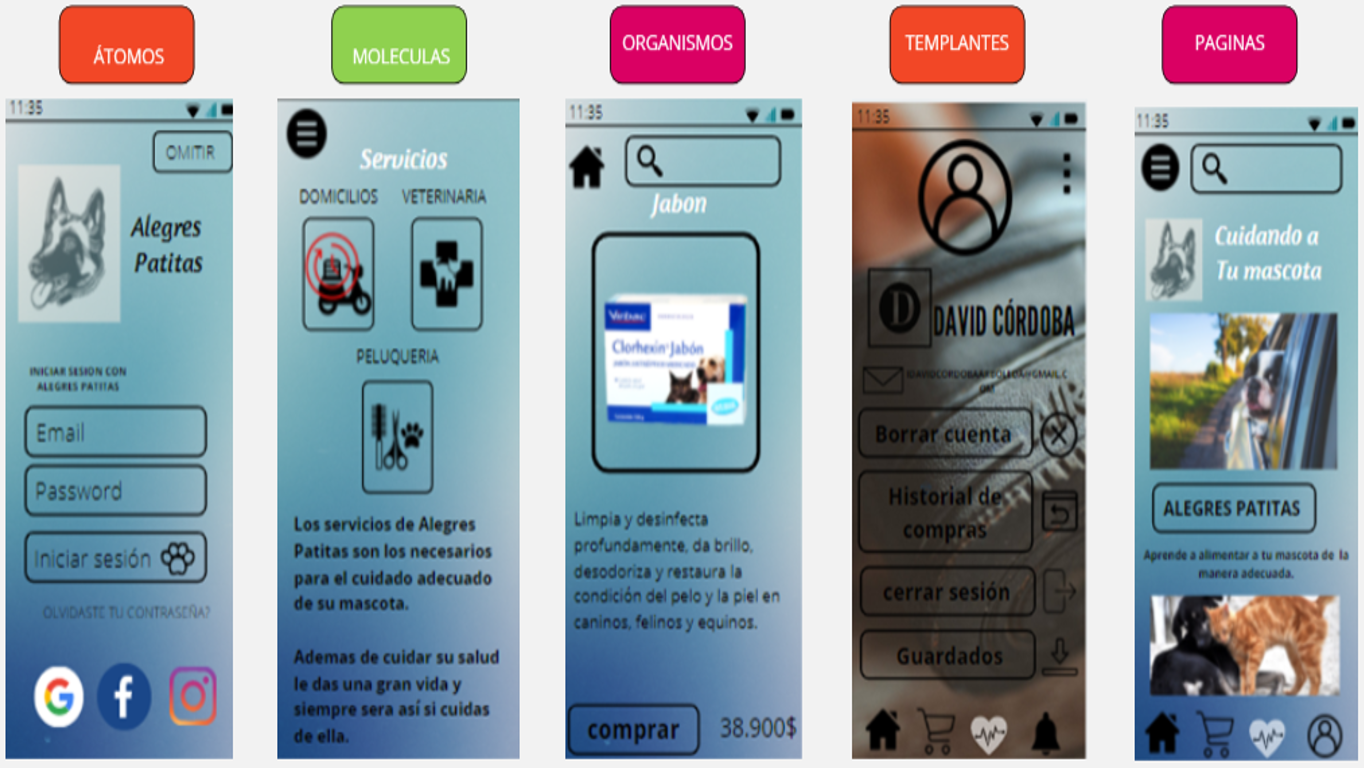 ÁTOMOS
MOLECULAS
ORGANISMOS
TEMPLANTES
PAGINAS
11:35
OMITIR
Alegres
Patitas
INICIAR SESION CON
ALEGRES PATITAS
Email
Password
Iniciar sesión
OLVIDASTE TU CONTRASEÑA?
Servicios
DOMICILIOS
VETERINARIA
PELUQUERIA
Los servicios de Alegres
Patitas son los necesarios
para el cuidado adecuado
de su mascota.
Ademas de cuidar su salud
le das una gran vida y
siempre sera así si cuidas
de ella.
11:35
Jabon
Virbac
Clorhexin Jabón
Limpia y desinfecta
profundamente, da brillo,
desodoriza y restaura la
condición del pelo y la piel en
caninos, felinos y equinos.
comprar
38.900$
11:35
D
DAVID CÓRDOBA
Borrar cuenta
Historial de
compras
cerrar sesión
Guardados
11:35
Cuidando a
Tu mascota
ALEGRES PATITAS
Aprende a alimentar a tu mascota de la
manera adecuada.